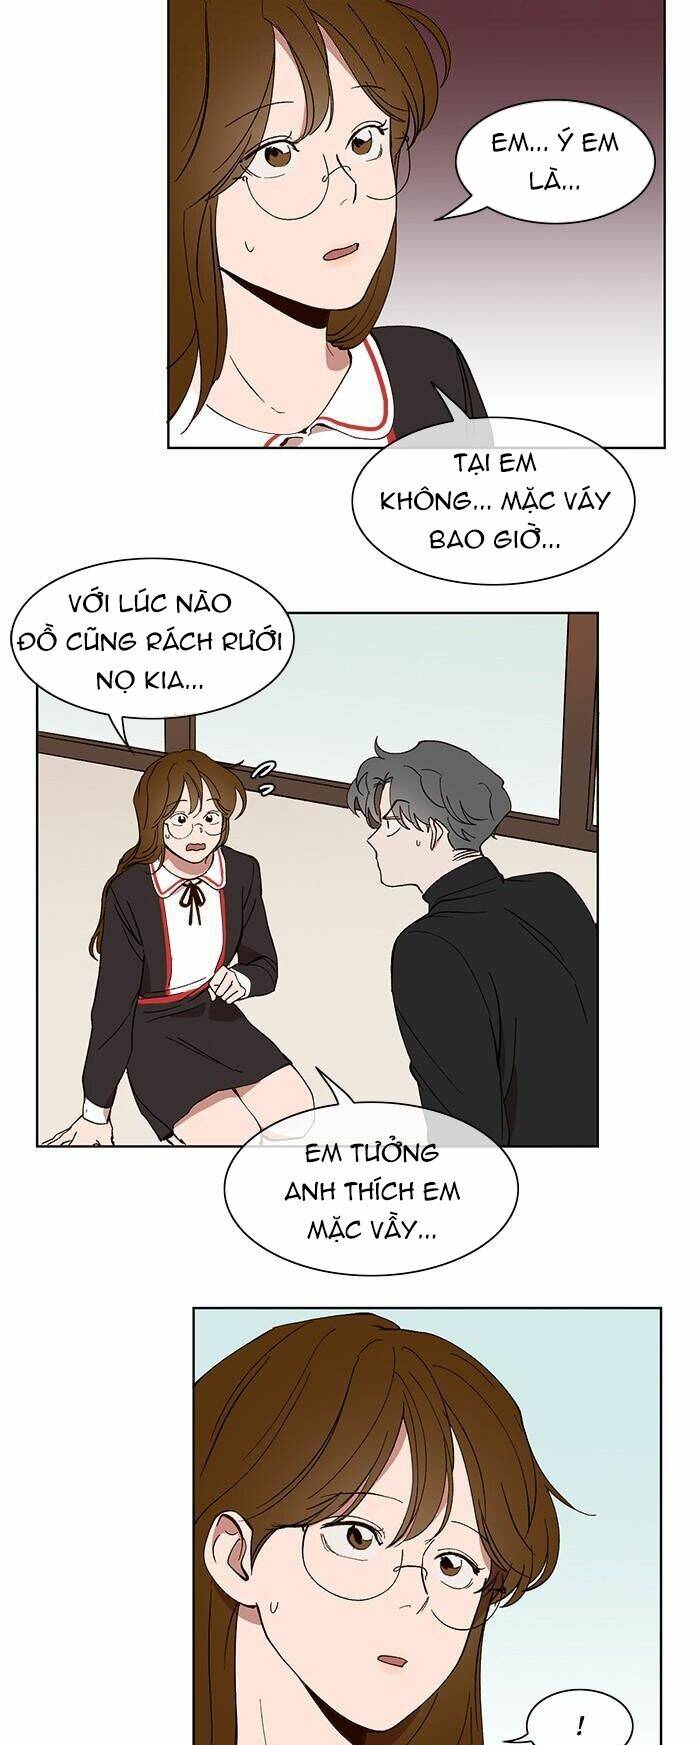 EM... Ý EM
LÀ...
TẠI EM
KHÔNG... MẶC VÁY
BAO GIỜ...
VỚI LÚC NÀO
ĐỒ CŨNG RÁCH RƯỚI
NỌ KIA...
EM TƯỞNG
ANH THÍCH EM
MẶC VẦY...
!